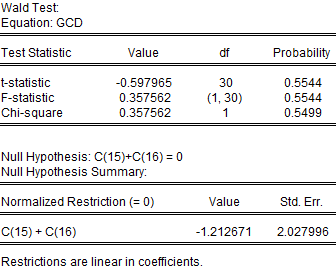 Wald Test:
Equation: GCD
Test Statistic Value df Probability
t-statistic -0.597965 30 0.5544
F-statistic 0.357562 (1, 30) 0.5544
Chi-square 0.357562 1 0.5499
Null Hypothesis: C(15)+C(16) = 0
Null Hypothesis Summary:
Normalized Restriction (= 0) Value Std. Err.
C(15) + C(16) -1.212671 2.027996
Restrictions are linear in coefficients.